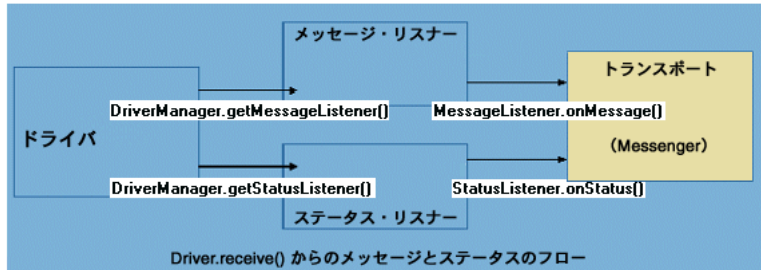 メッセージ・リスナー
トランスポート
DriverManager.getMessageListener()
MessageListener.onMessage()
ドライバ
（Messenger）
DriverManager.getStatusListener()
StatusListener.onStatus()
ステータス・リスナー
Driver.receive() からのメッセージとステータスのフロー